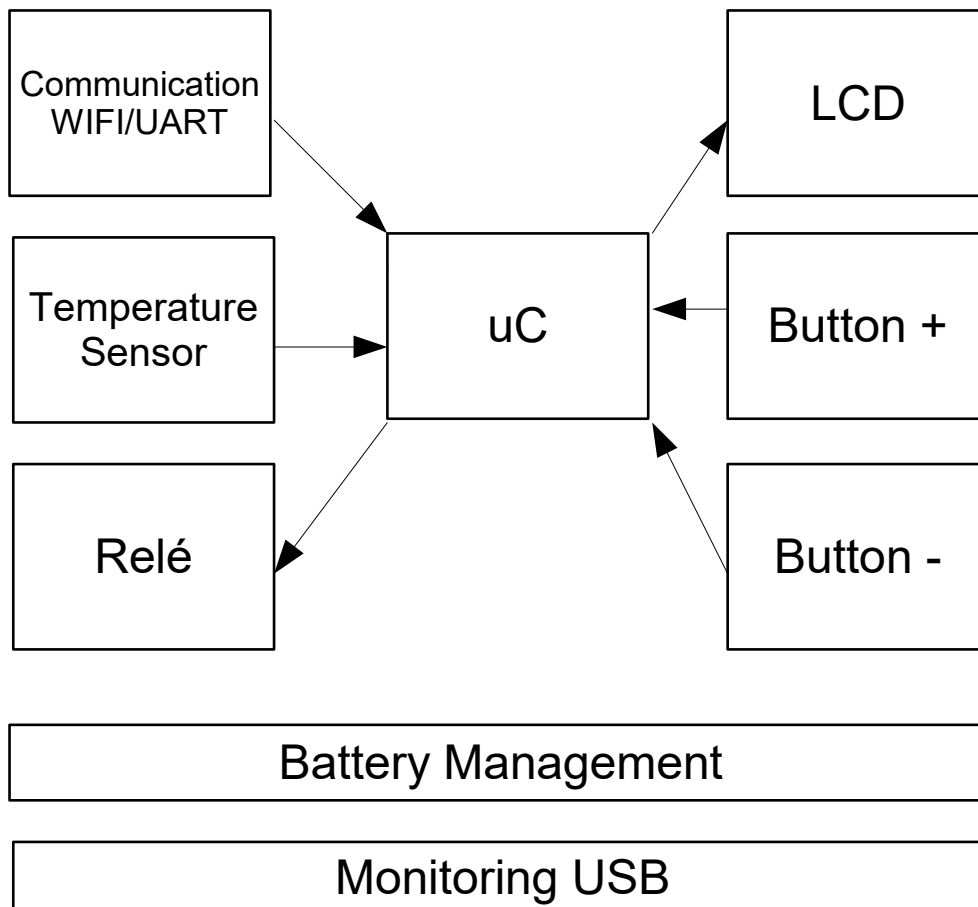 Communication
WIFI/UART
LCD
Temperature
Sensor
uC
Button +
Relé
Button -
Battery Management
Monitoring USB